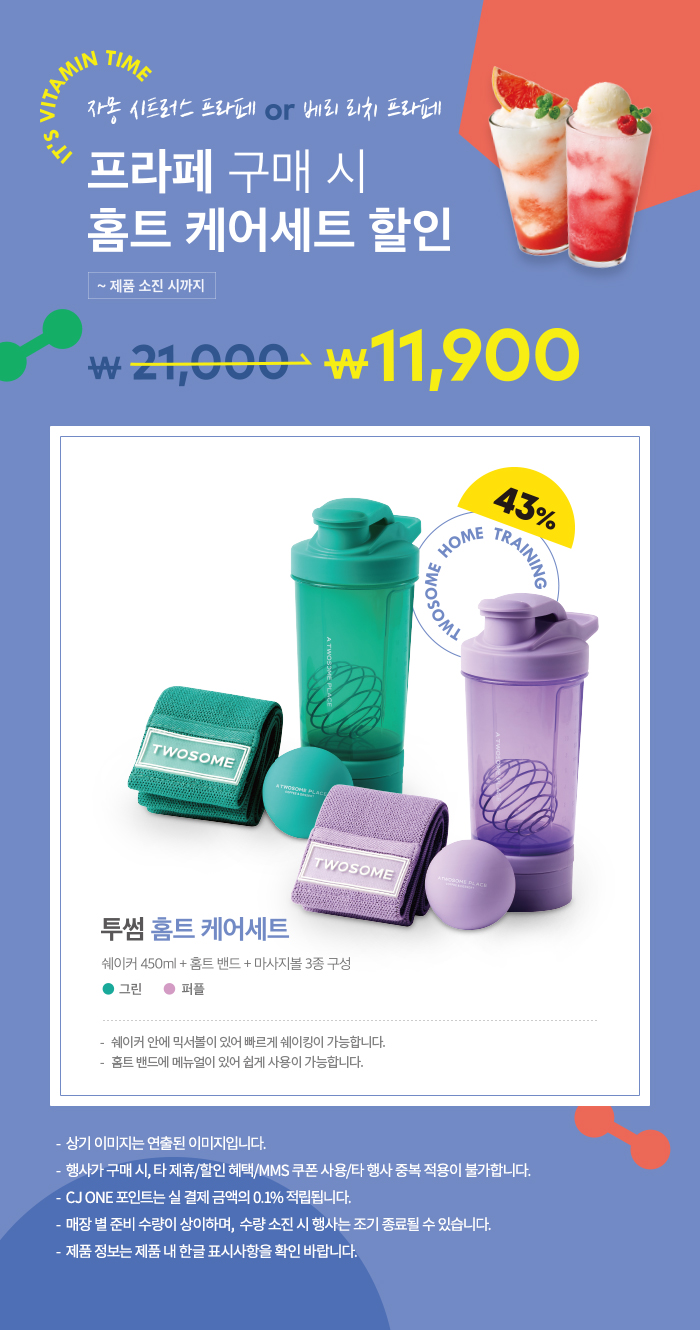 IT'S VITAMIN TIME
자몽 시트러스 프라페 or 베리 리치 프라페
프라페 구매 시
홈트 케어세트 할인
~ 제품 소진 시까지
₩ 21,000 ₩11,900
43%
TWOSOME HOME TRAINING
A TWOSOME PLACE
A TWOSOME PLACE
TWOSOME
A TWOSOME PLACE
TWOSOME
A TWOSOME PLACE
투썸 홈트 케어세트
쉐이커 450ml + 홈트 밴드 + 마사지볼 3종 구성
그린 퍼플
- 쉐이커 안에 믹서볼이 있어 빠르게 쉐이킹이 가능합니다.
- 홈트 밴드에 메뉴얼이 있어 쉽게 사용이 가능합니다.
- 상기 이미지는 연출된 이미지입니다.
- 행사가 구매 시, 타 제휴/할인 혜택/MMS 쿠폰 사용/타 행사 중복 적용이 불가합니다.
- CJ ONE 포인트는 실 결제 금액의 0.1% 적립됩니다.
- 매장 별 준비 수량이 상이하며, 수량 소진 시 행사는 조기 종료될 수 있습니다.
- 제품 정보는 제품 내 한글 표시사항을 확인 바랍니다.